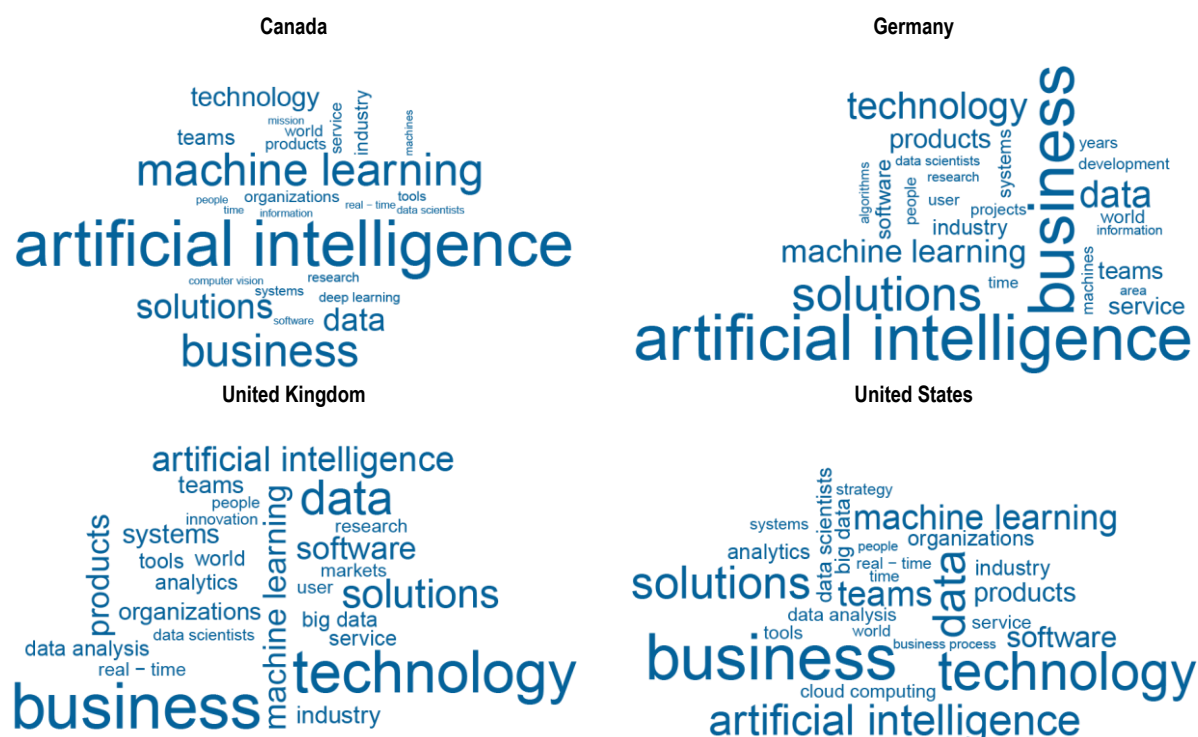 Canada
technology
mission
world
products
service
industry
machines
teams
machine learning
people
organizations
tools
time
information
real − time
data scientists
artificial intelligence
computer vision
research
systems
deep learning
solutions
software
data
business
Germany
technology
business
products
systems
years
data scientists
development
algorithms
software
people
research
user
data
projects
world
industry
information
machine learning
machines
teams
solutions
time
area
service
artificial intelligence
United Kingdom
artificial intelligence
teams
people
innovation
data
products
systems
machine learning
research
software
tools
world
markets
analytics
user
solutions
organizations
big data
data scientists
service
data analysis
real − time
technology
business
industry
United States
data scientists
strategy
big data
systems
machine learning
analytics
people
organizations
real − time
time
data
industry
solutions
teams
products
data analysis
service
tools
world
business process
software
business
technology
cloud computing
artificial intelligence